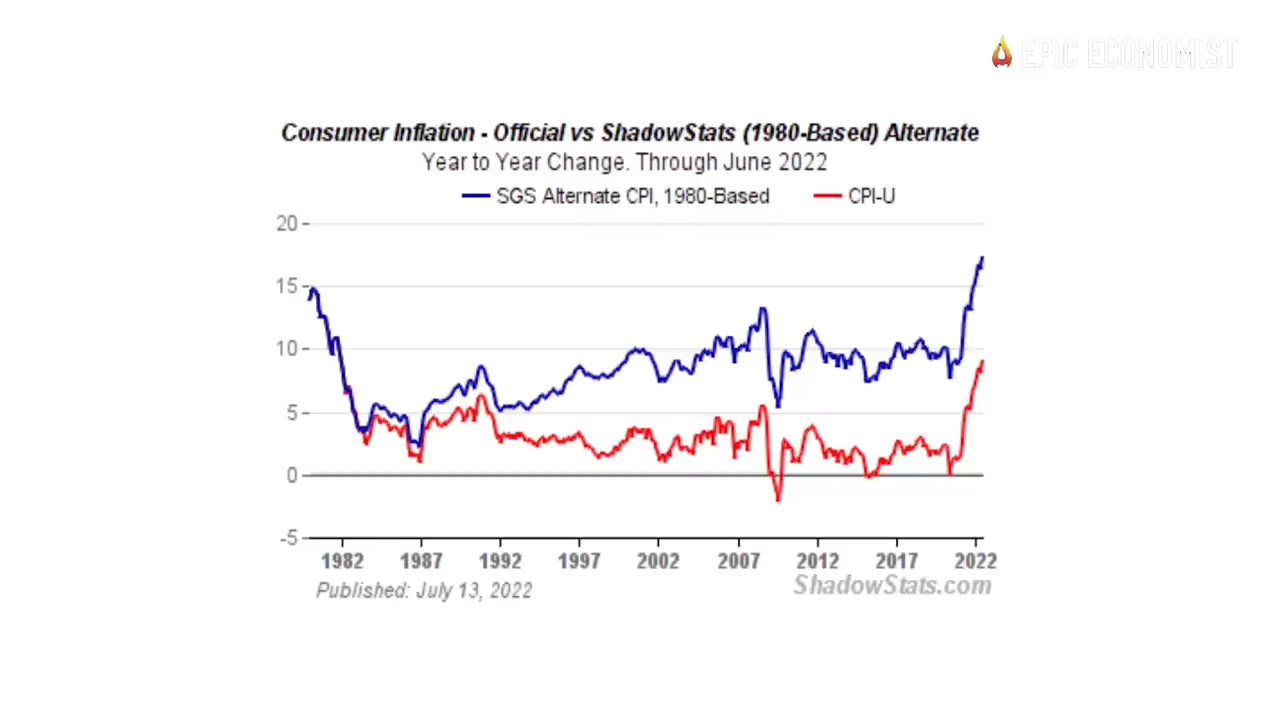 EPIC ECONOMIST
Consumer Inflation - Official vs ShadowStats (1980-Based) Alternate
Year to Year Change. Through June 2022
SGS Alternate CPI, 1980-Based CPI-U
20
15
10
5
0
-5
1982 1987 1992 1997 2002 2007 2012 2017 2022
Published: July 13, 2022
ShadowStats.com